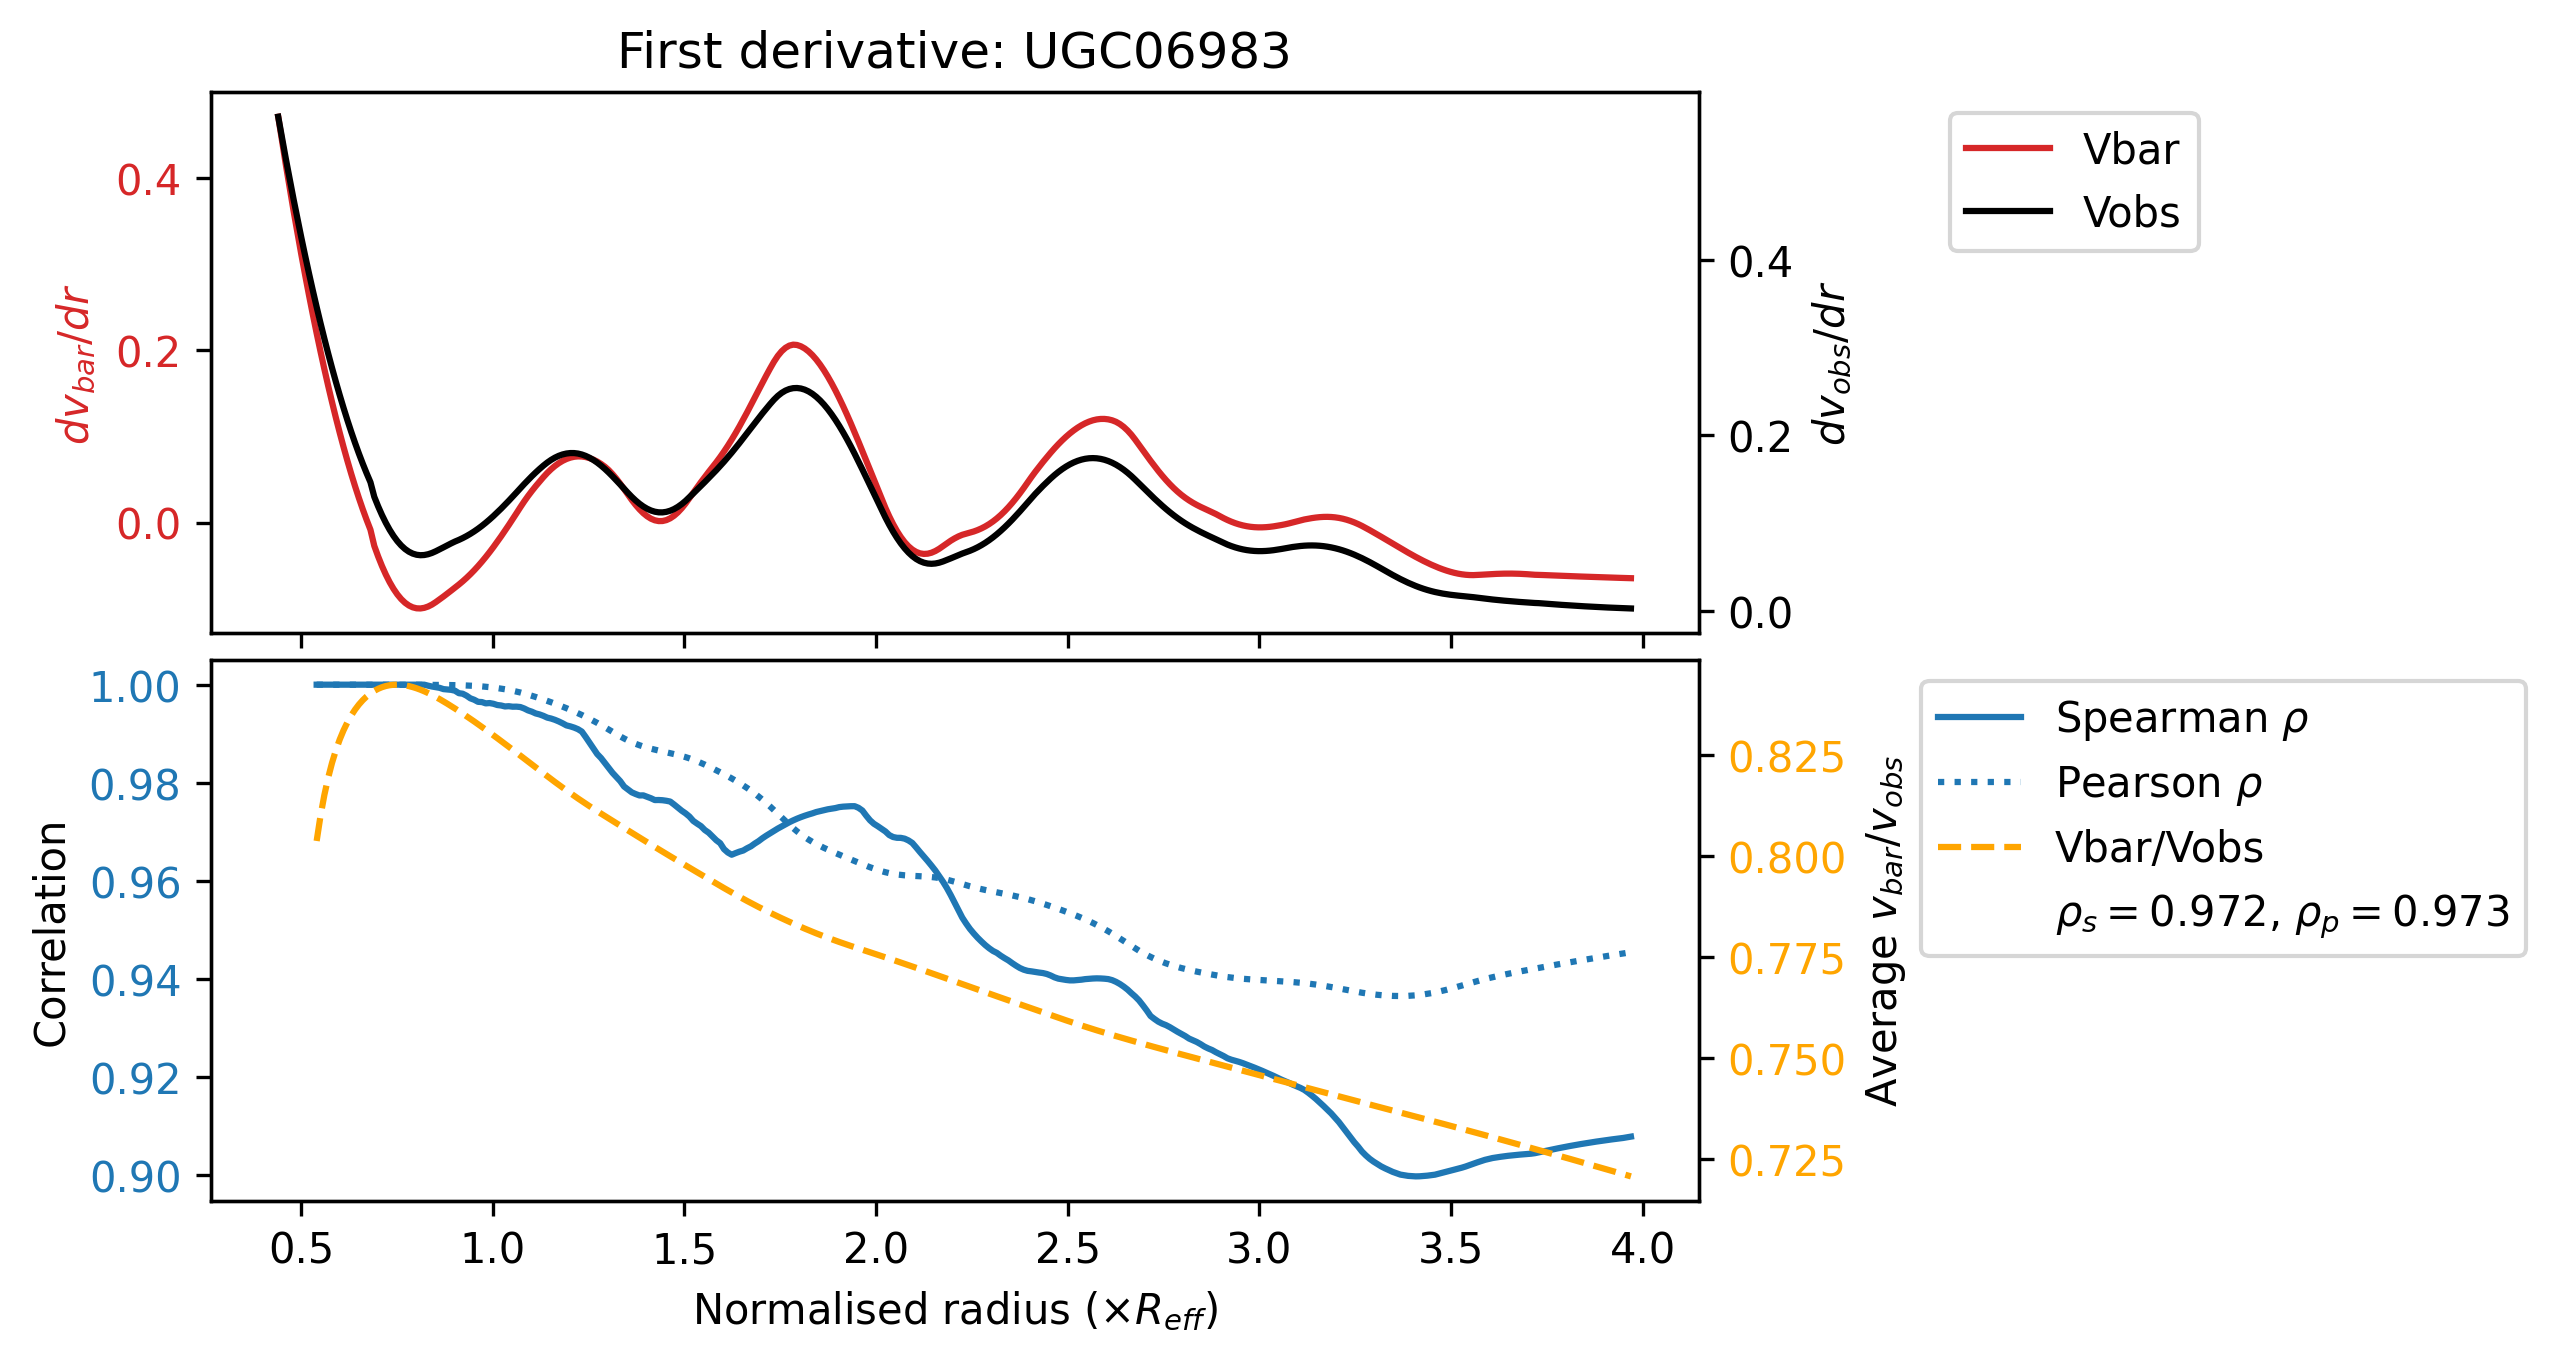 First derivative: UGC06983
0.4
0.2
0.0
dv_bar/dr
0.4
0.2
0.0
dv_obs/dr
Vbar
Vobs
1.00
0.98
0.96
0.94
0.92
0.90
Correlation
0.825
0.800
0.775
0.750
0.725
Average v_bar/v_obs
Spearman ρ
Pearson ρ
Vbar/Vobs
ρ_s = 0.972, ρ_p = 0.973
0.5 1.0 1.5 2.0 2.5 3.0 3.5 4.0
Normalised radius (×R_eff)